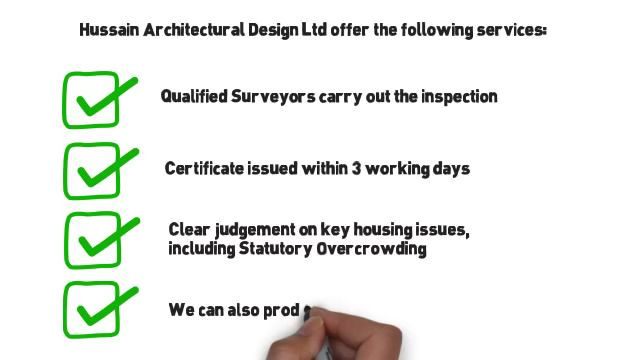 Hussain Architectural Design Ltd offer the following services:
Qualified Surveyors carry out the inspection
Certificate issued within 3 working days
Clear judgement on key housing issues,
including Statutory Overcrowding
We can also prod